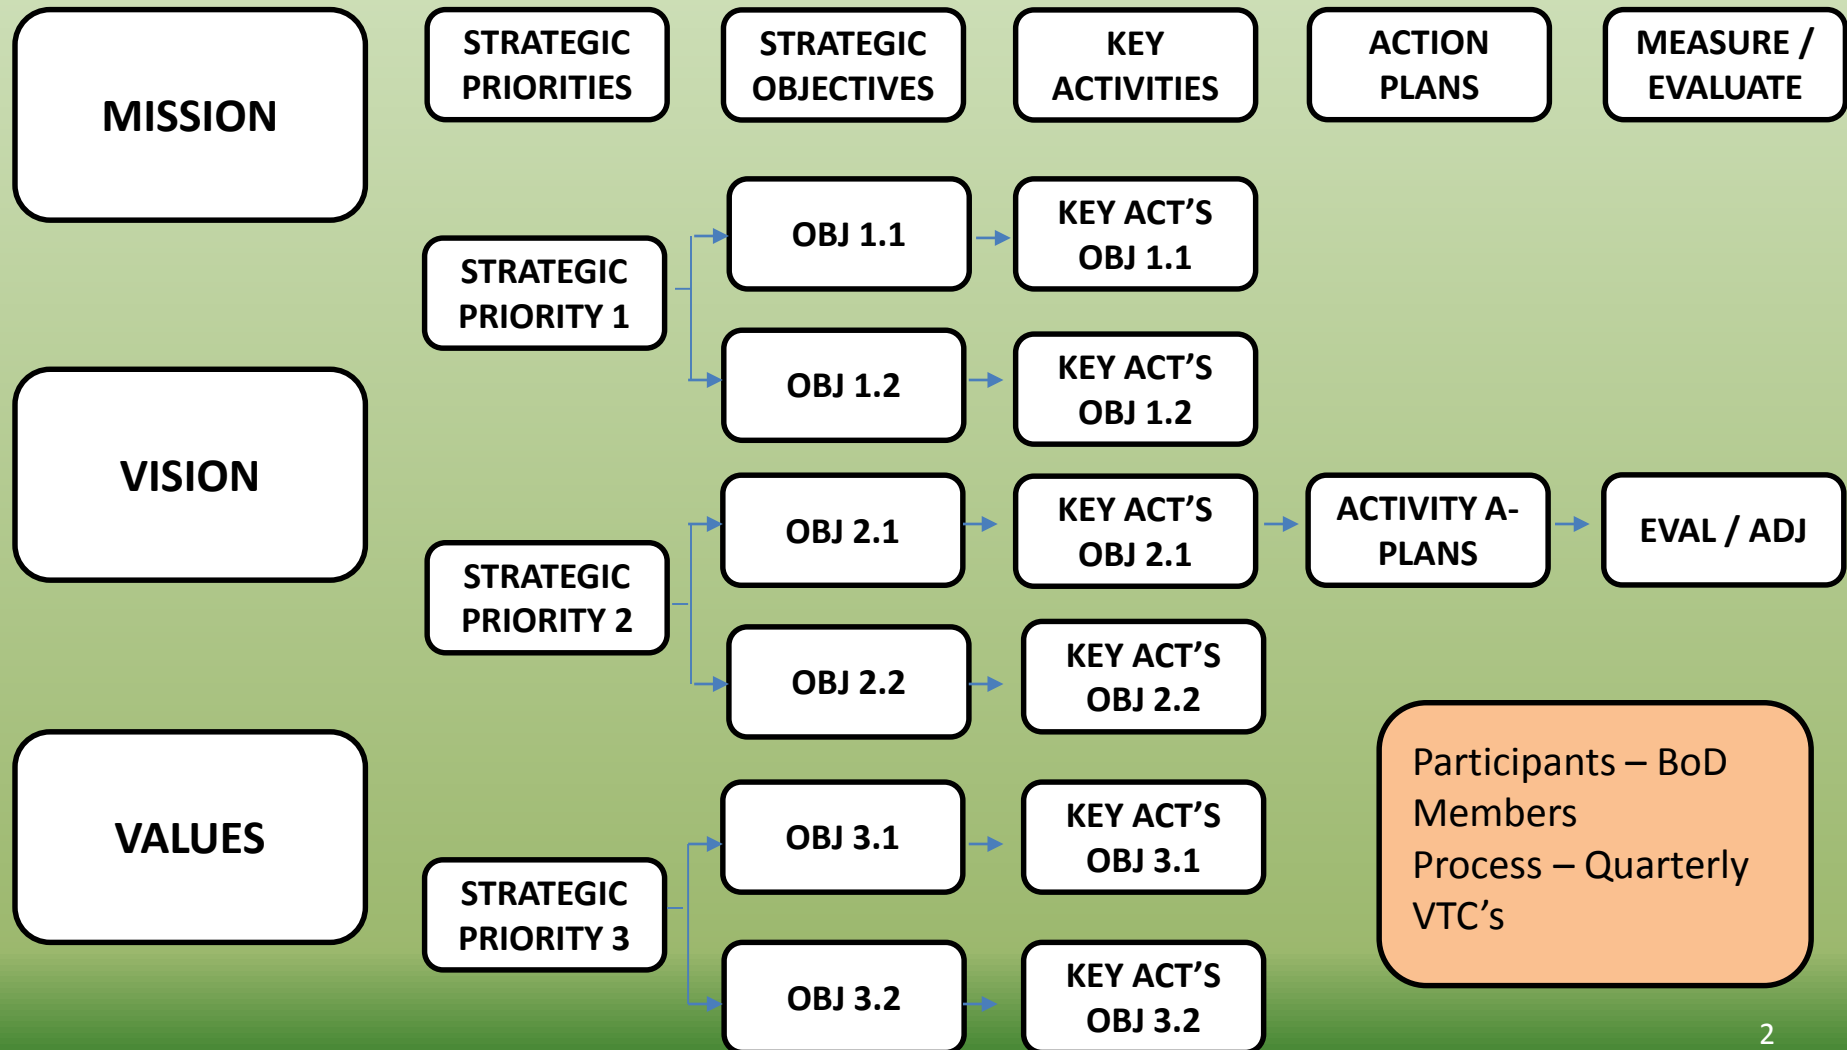 MISSION
STRATEGIC
PRIORITIES
STRATEGIC
OBJECTIVES
KEY
ACTIVITIES
ACTION
PLANS
MEASURE /
EVALUATE
STRATEGIC
PRIORITY 1
OBJ 1.1
KEY ACT’S
OBJ 1.1
OBJ 1.2
KEY ACT’S
OBJ 1.2
VISION
STRATEGIC
PRIORITY 2
OBJ 2.1
KEY ACT’S
OBJ 2.1
ACTIVITY A-
PLANS
EVAL / ADJ
OBJ 2.2
KEY ACT’S
OBJ 2.2
VALUES
STRATEGIC
PRIORITY 3
OBJ 3.1
KEY ACT’S
OBJ 3.1
OBJ 3.2
KEY ACT’S
OBJ 3.2
Participants – BoD
Members
Process – Quarterly
VTC’s
2